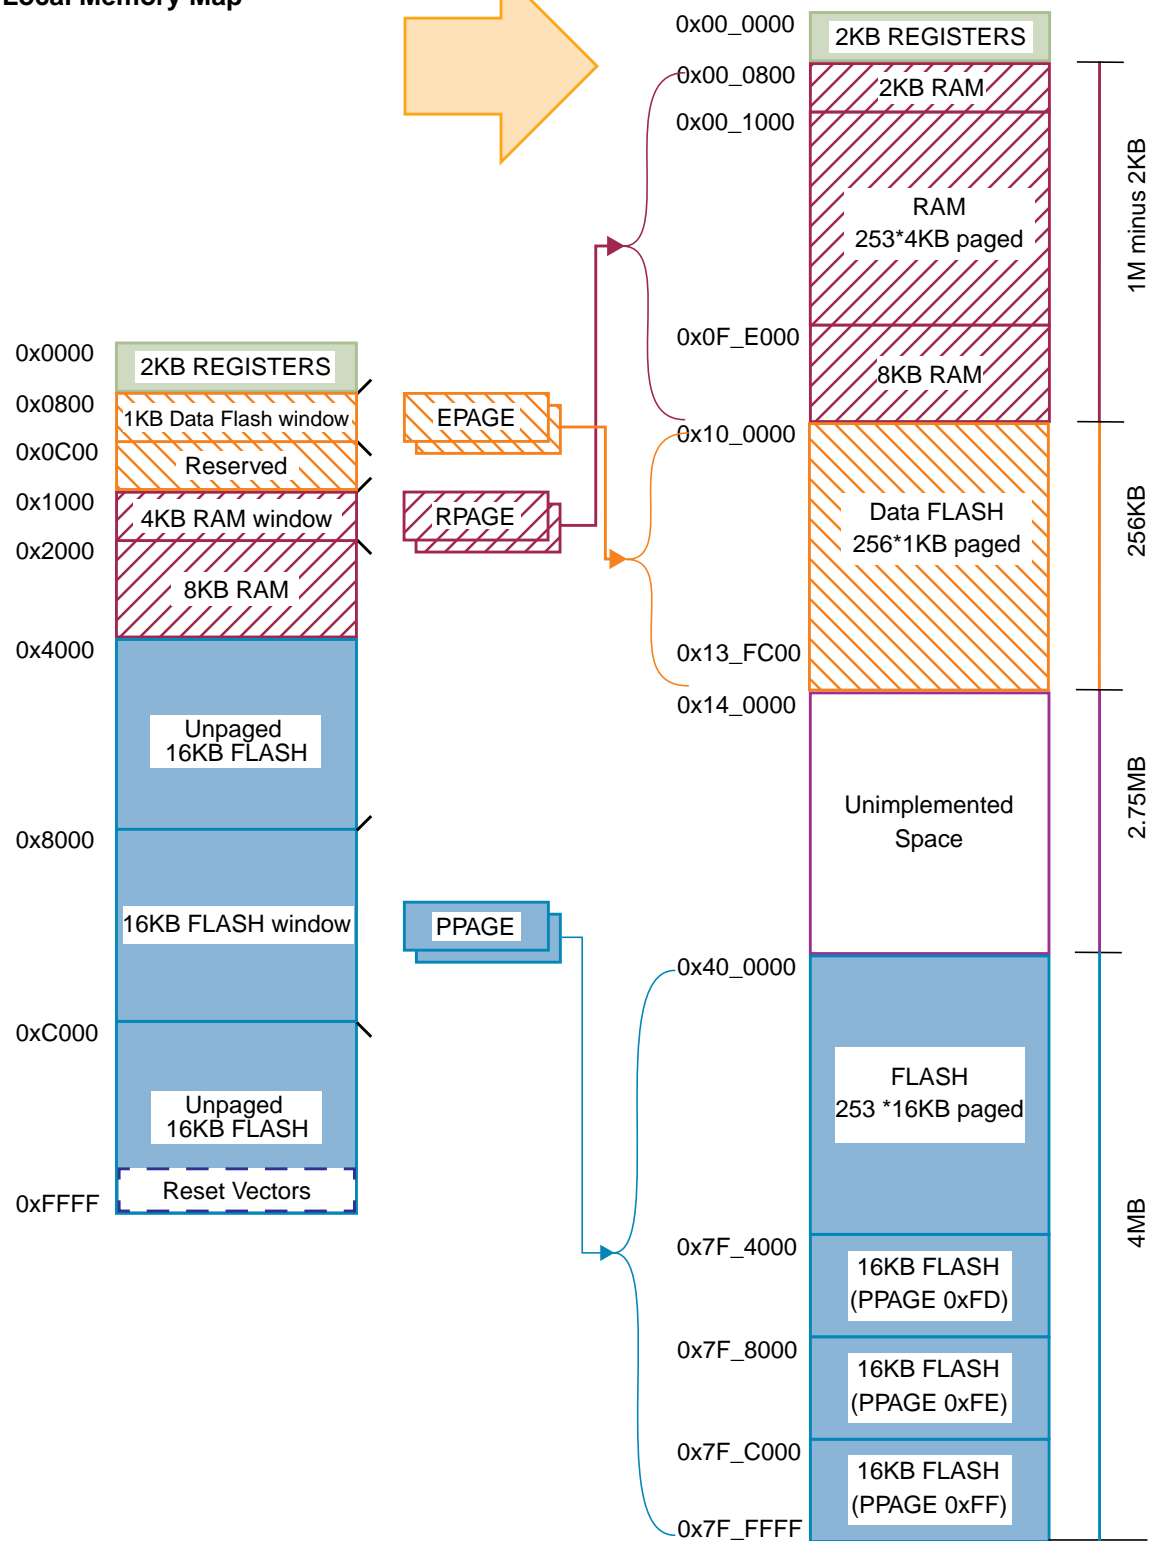 Local Memory Map
0x00_0000
2KB REGISTERS
0x00_0800
2KB RAM
0x00_1000
RAM
253*4KB paged
1M minus 2KB
0x0F_E000
8KB RAM
0x10_0000
Data FLASH
256*1KB paged
256KB
0x13_FC00
0x14_0000
Unimplemented
Space
2.75MB
0x40_0000
FLASH
253 *16KB paged
4MB
0x7F_4000
16KB FLASH
(PPAGE 0xFD)
0x7F_8000
16KB FLASH
(PPAGE 0xFE)
0x7F_C000
16KB FLASH
(PPAGE 0xFF)
0x7F_FFFF
0x0000
2KB REGISTERS
0x0800
1KB Data Flash window
0x0C00
Reserved
0x1000
4KB RAM window
0x2000
8KB RAM
0x4000
Unpaged
16KB FLASH
0x8000
16KB FLASH window
0xC000
Unpaged
16KB FLASH
Reset Vectors
0xFFFF
EPAGE
RPAGE
PPAGE